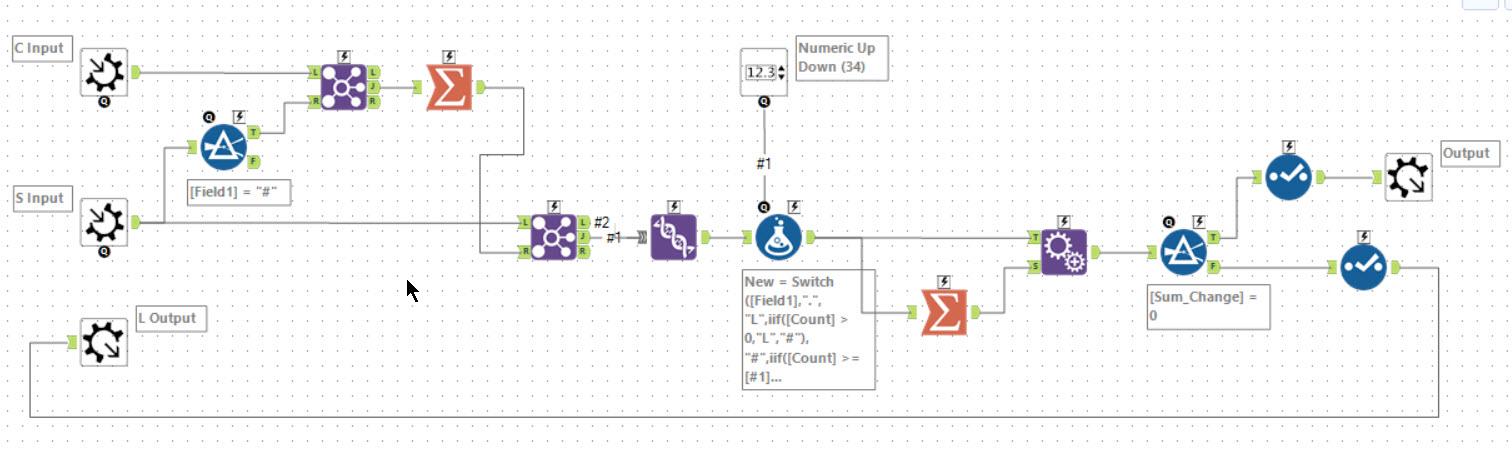 C Input
L
L
J
R
R
Q
Q
T
F
[Field1] = "#"
S Input
Q
L
L
#2
J
#1
R
R
12.3
Numeric Up
Down (34)
Q
#1
Q
New = Switch
([Field1],".",
"L",iif([Count] >
0,"L","#"),
"#",iif([Count] >=
[#1]...
T
S
Q
T
F
[Sum_Change] =
0
Output
L Output